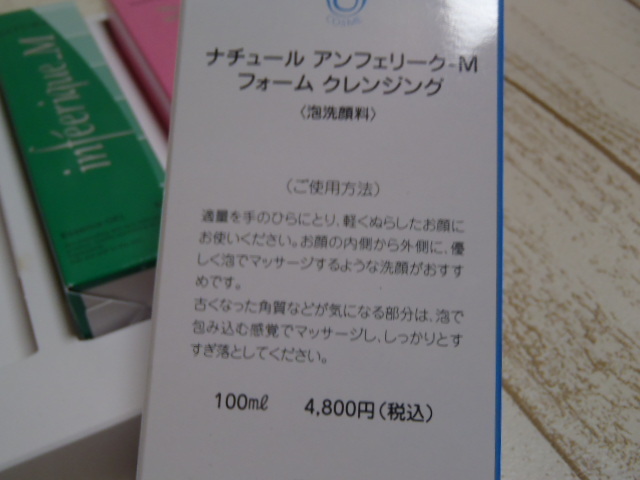 COSME
ナチュール アンフェリーク-M
フォーム クレンジング
〈泡洗顔料〉
(ご使用方法)
適量を手のひらにとり、軽くぬらしたお顔に
お使いください。お顔の内側から外側に、優
しく泡でマッサージするような洗顔がおすす
めです。
古くなった角質などが気になる部分は、泡で
包み込む感覚でマッサージし、しっかりとす
すぎ落としてください。
100mℓ 4,800円(税込)
infeerique-M